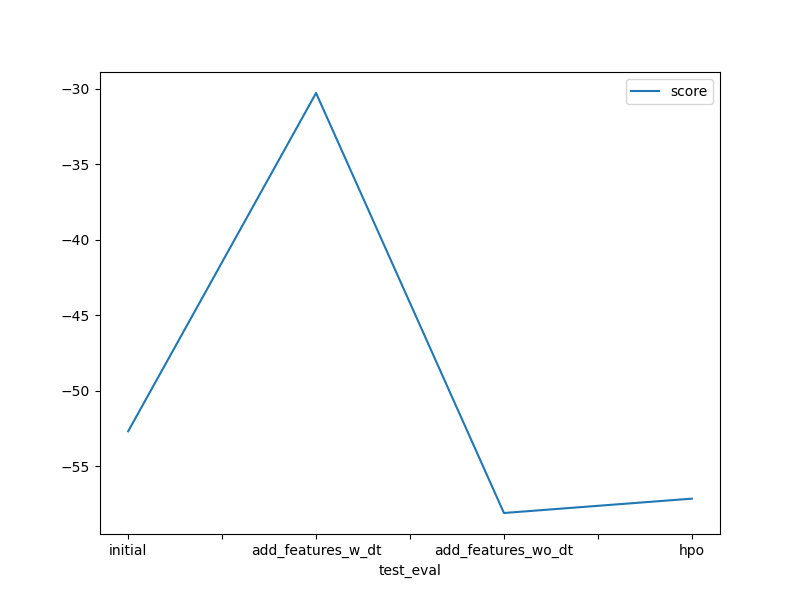 score
−30
−35
−40
−45
−50
−55
initial
add_features_w_dt
add_features_wo_dt
hpo
test_eval